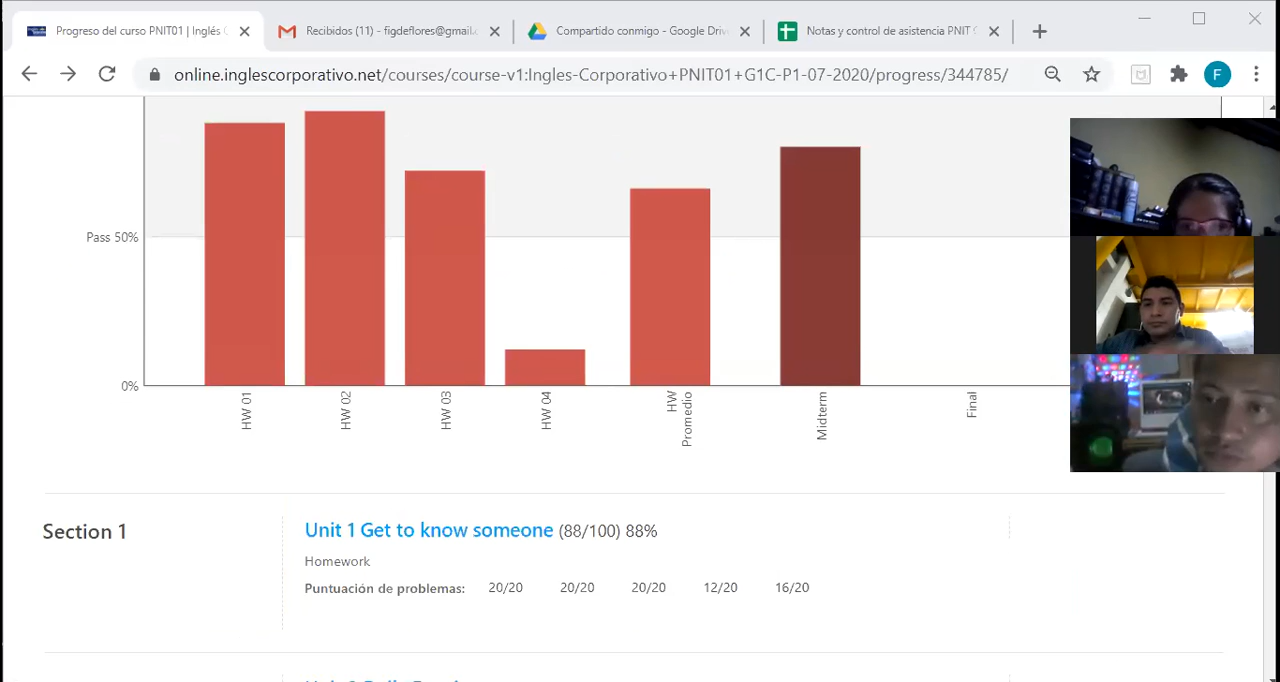 Progreso del curso PNIT01 | Inglés C
Recibidos (11) - figdeflores@gmail.c
Compartido conmigo - Google Driv
Notas y control de asistencia PNIT
online.inglescorporativo.net/courses/course-v1:Ingles-Corporativo+PNIT01+G1C-P1-07-2020/progress/344785/
F
Pass 50%
0%
HW 01
HW 02
HW 03
HW 04
HW Promedio
Midterm
Final
Section 1
Unit 1 Get to know someone (88/100) 88%
Homework
Puntuación de problemas: 20/20 20/20 20/20 12/20 16/20